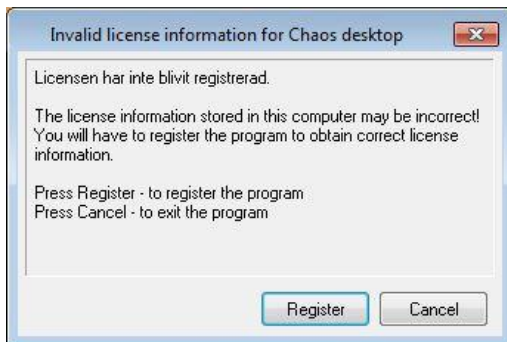 Invalid license information for Chaos desktop
Licensen har inte blivit registrerad.
The license information stored in this computer may be incorrect!
You will have to register the program to obtain correct license
information.
Press Register - to register the program
Press Cancel - to exit the program
Register
Cancel